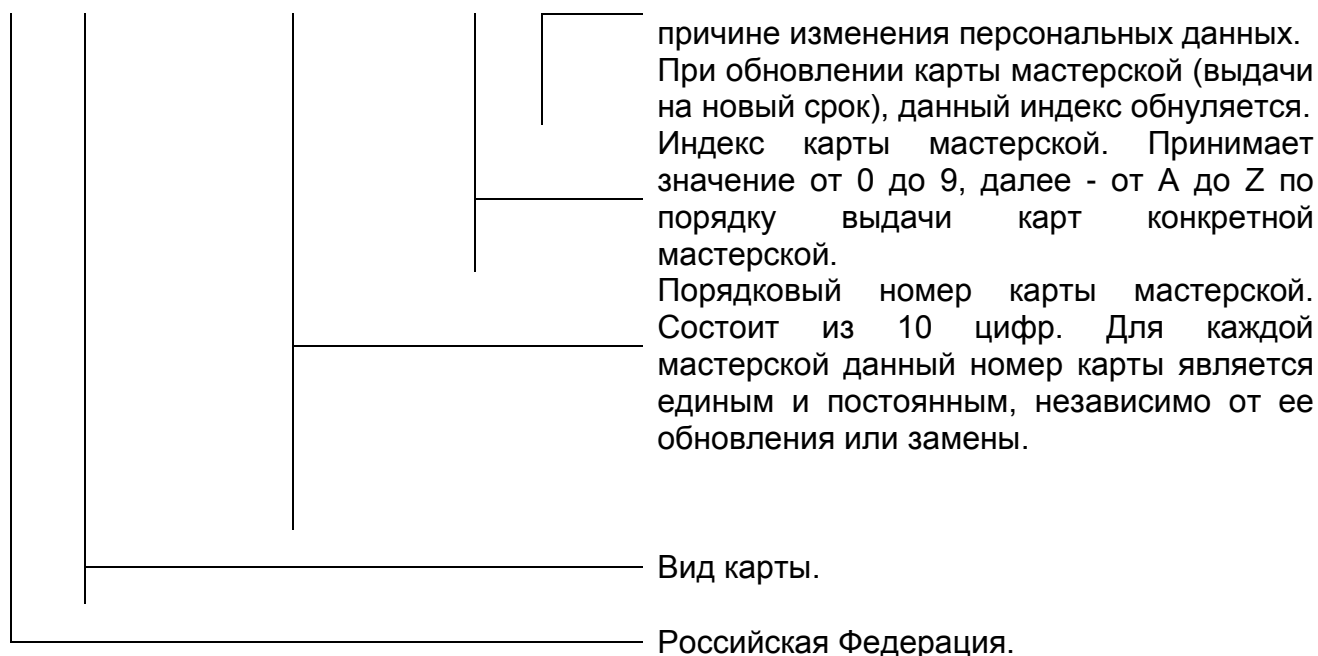 причине изменения персональных данных.
При обновлении карты мастерской (выдачи
на новый срок), данный индекс обнуляется.
Индекс карты мастерской. Принимает
значение от 0 до 9, далее - от A до Z по
порядку выдачи карт конкретной
мастерской.
Порядковый номер карты мастерской.
Состоит из 10 цифр. Для каждой
мастерской данный номер карты является
единым и постоянным, независимо от ее
обновления или замены.
Вид карты.
Российская Федерация.